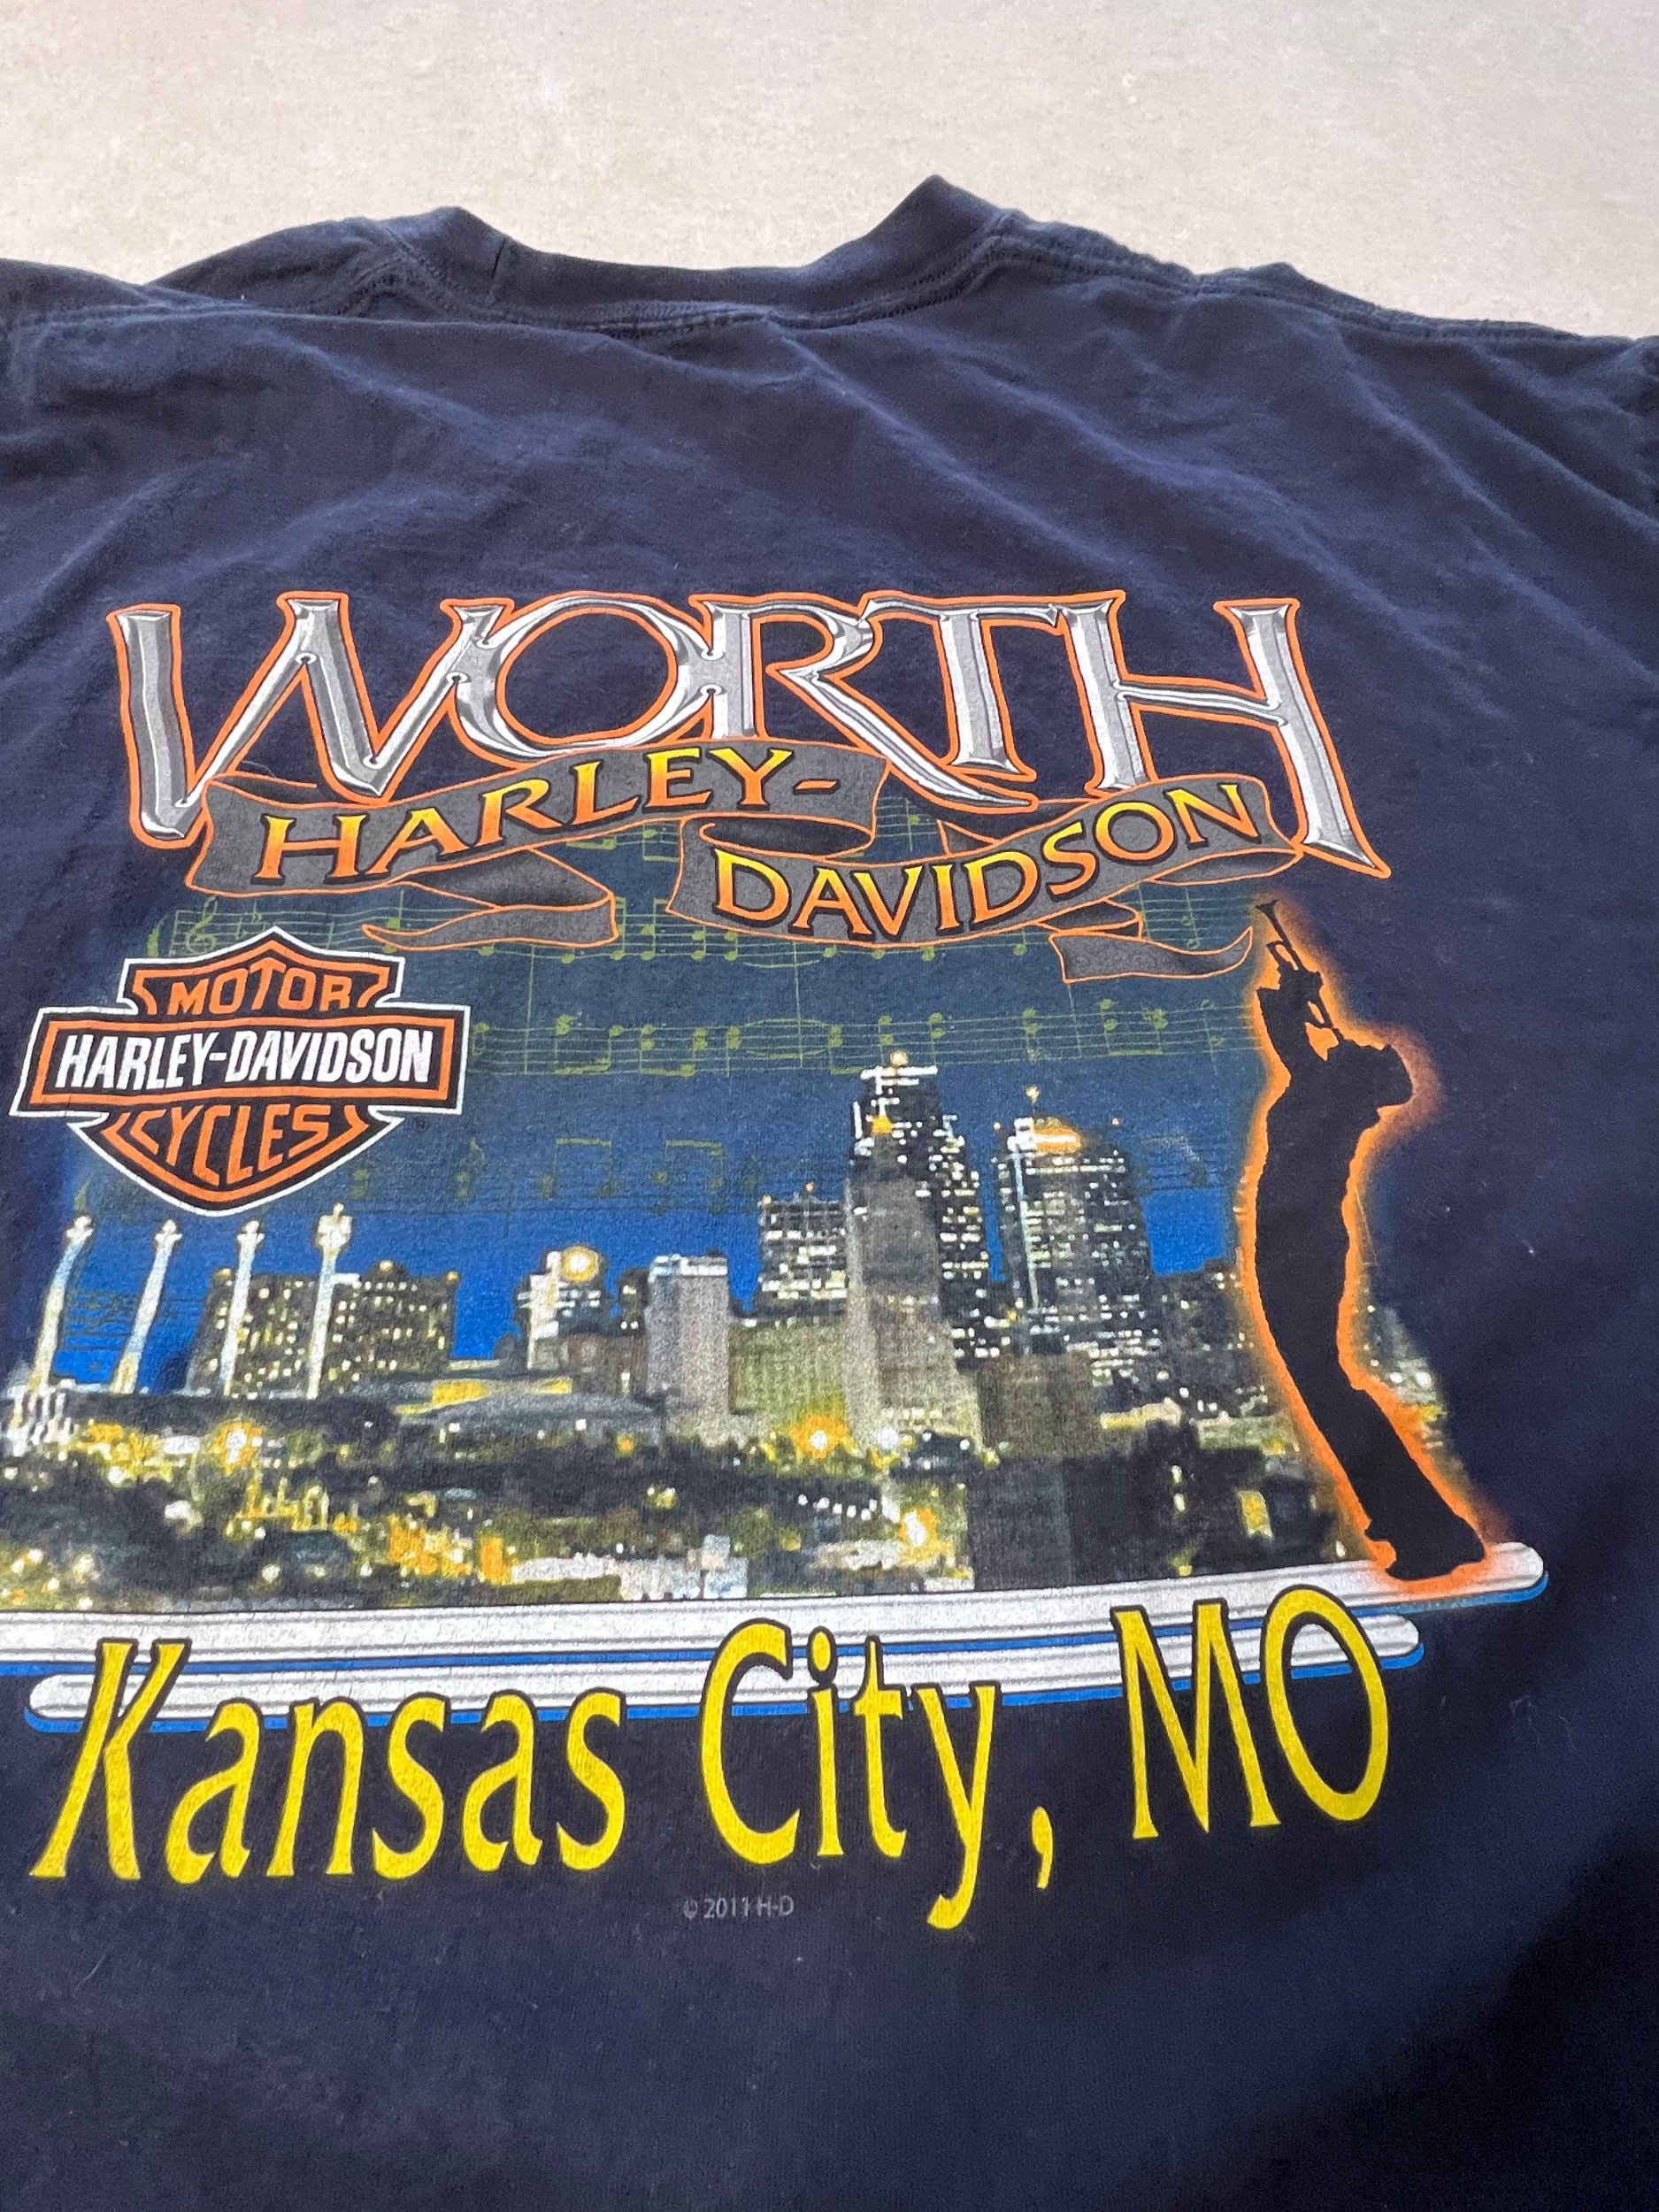 WORTH
HARLEY-
DAVIDSON
MOTOR
HARLEY-DAVIDSON
CYCLES
®
Kansas City, MO
© 2011 H-D